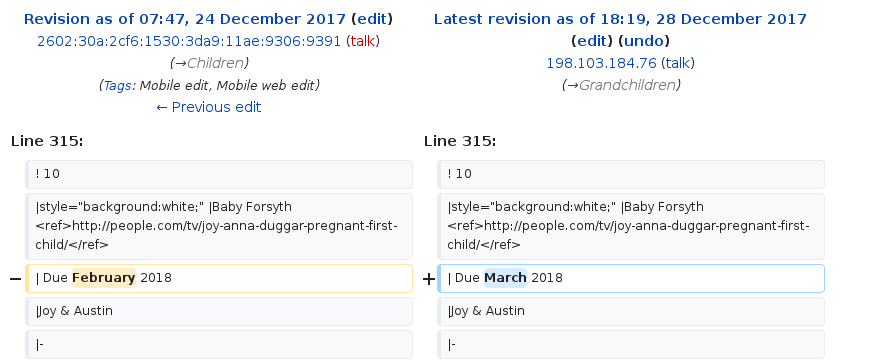 Revision as of 07:47, 24 December 2017 (edit)
2602:30a:2cf6:1530:3da9:11ae:9306:9391 (talk)
(→Children)
(Tags: Mobile edit, Mobile web edit)
← Previous edit
Latest revision as of 18:19, 28 December 2017
(edit) (undo)
198.103.184.76 (talk)
(→Grandchildren)
Line 315:
Line 315:
! 10
! 10
|style="background:white;" |Baby Forsyth
<ref>http://people.com/tv/joy-anna-duggar-pregnant-first-
child/</ref>
|style="background:white;" |Baby Forsyth
<ref>http://people.com/tv/joy-anna-duggar-pregnant-first-
child/</ref>
− | Due February 2018
+ | Due March 2018
|Joy & Austin
|Joy & Austin
|-
|-